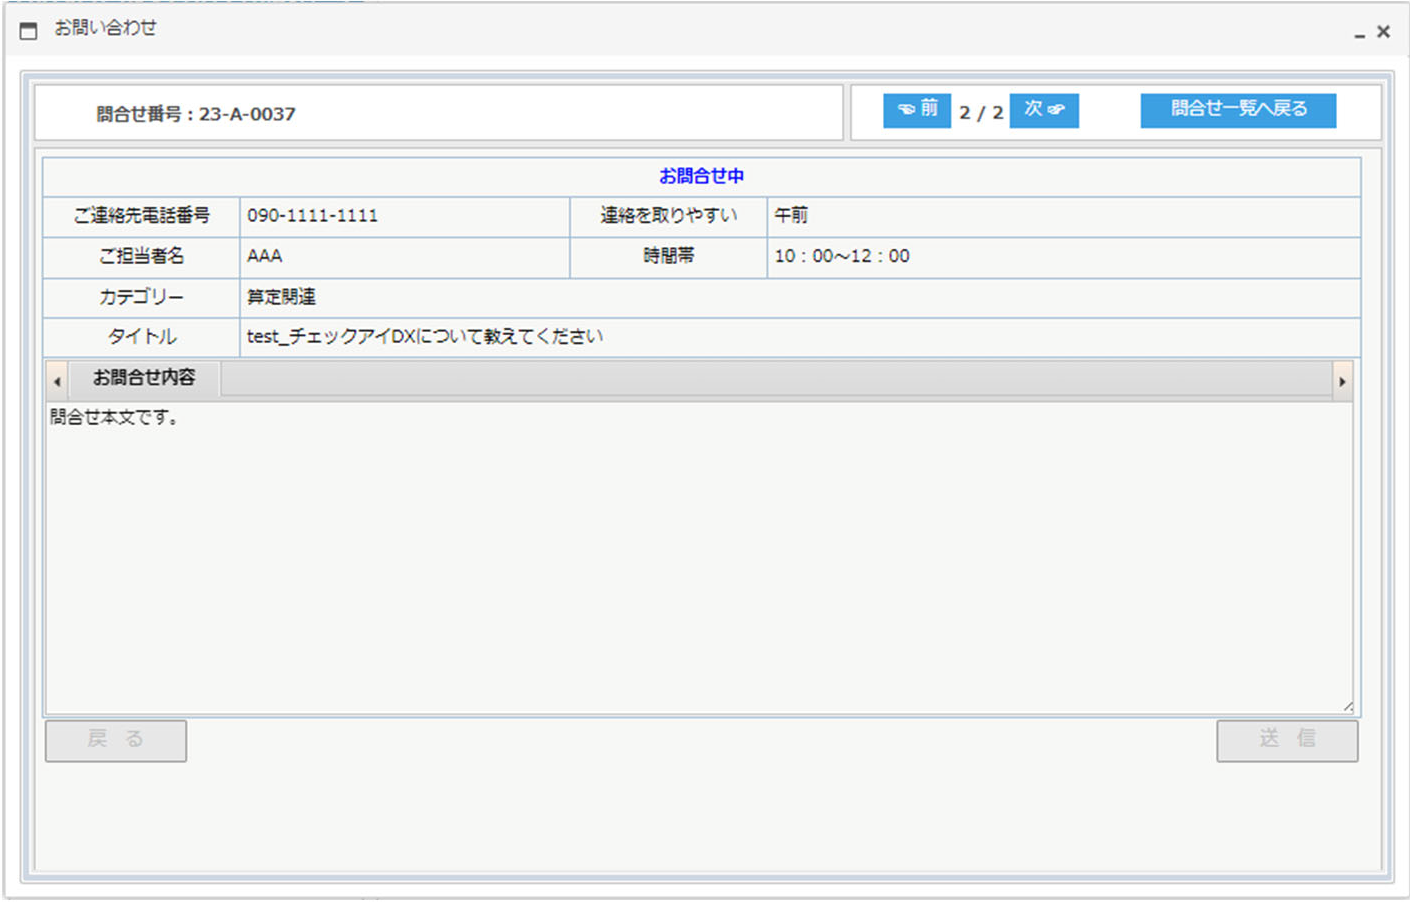 お問い合わせ
問合せ番号：23-A-0037
前 2 / 2 次 問合せ一覧へ戻る
お問合せ中
ご連絡先電話番号 090-1111-1111 連絡を取りやすい 午前
ご担当者名 AAA 時間帯 10：00～12：00
カテゴリー 算定関連
タイトル test_チェックアイDXについて教えてください
お問合せ内容
問合せ本文です。
戻 る 送 信